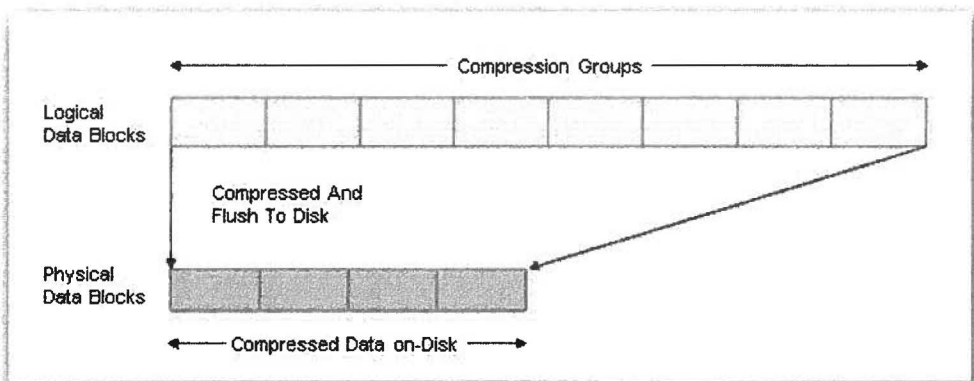 Compression Groups
Logical
Data Blocks
Compressed And
Flush To Disk
Physical
Data Blocks
Compressed Data on-Disk